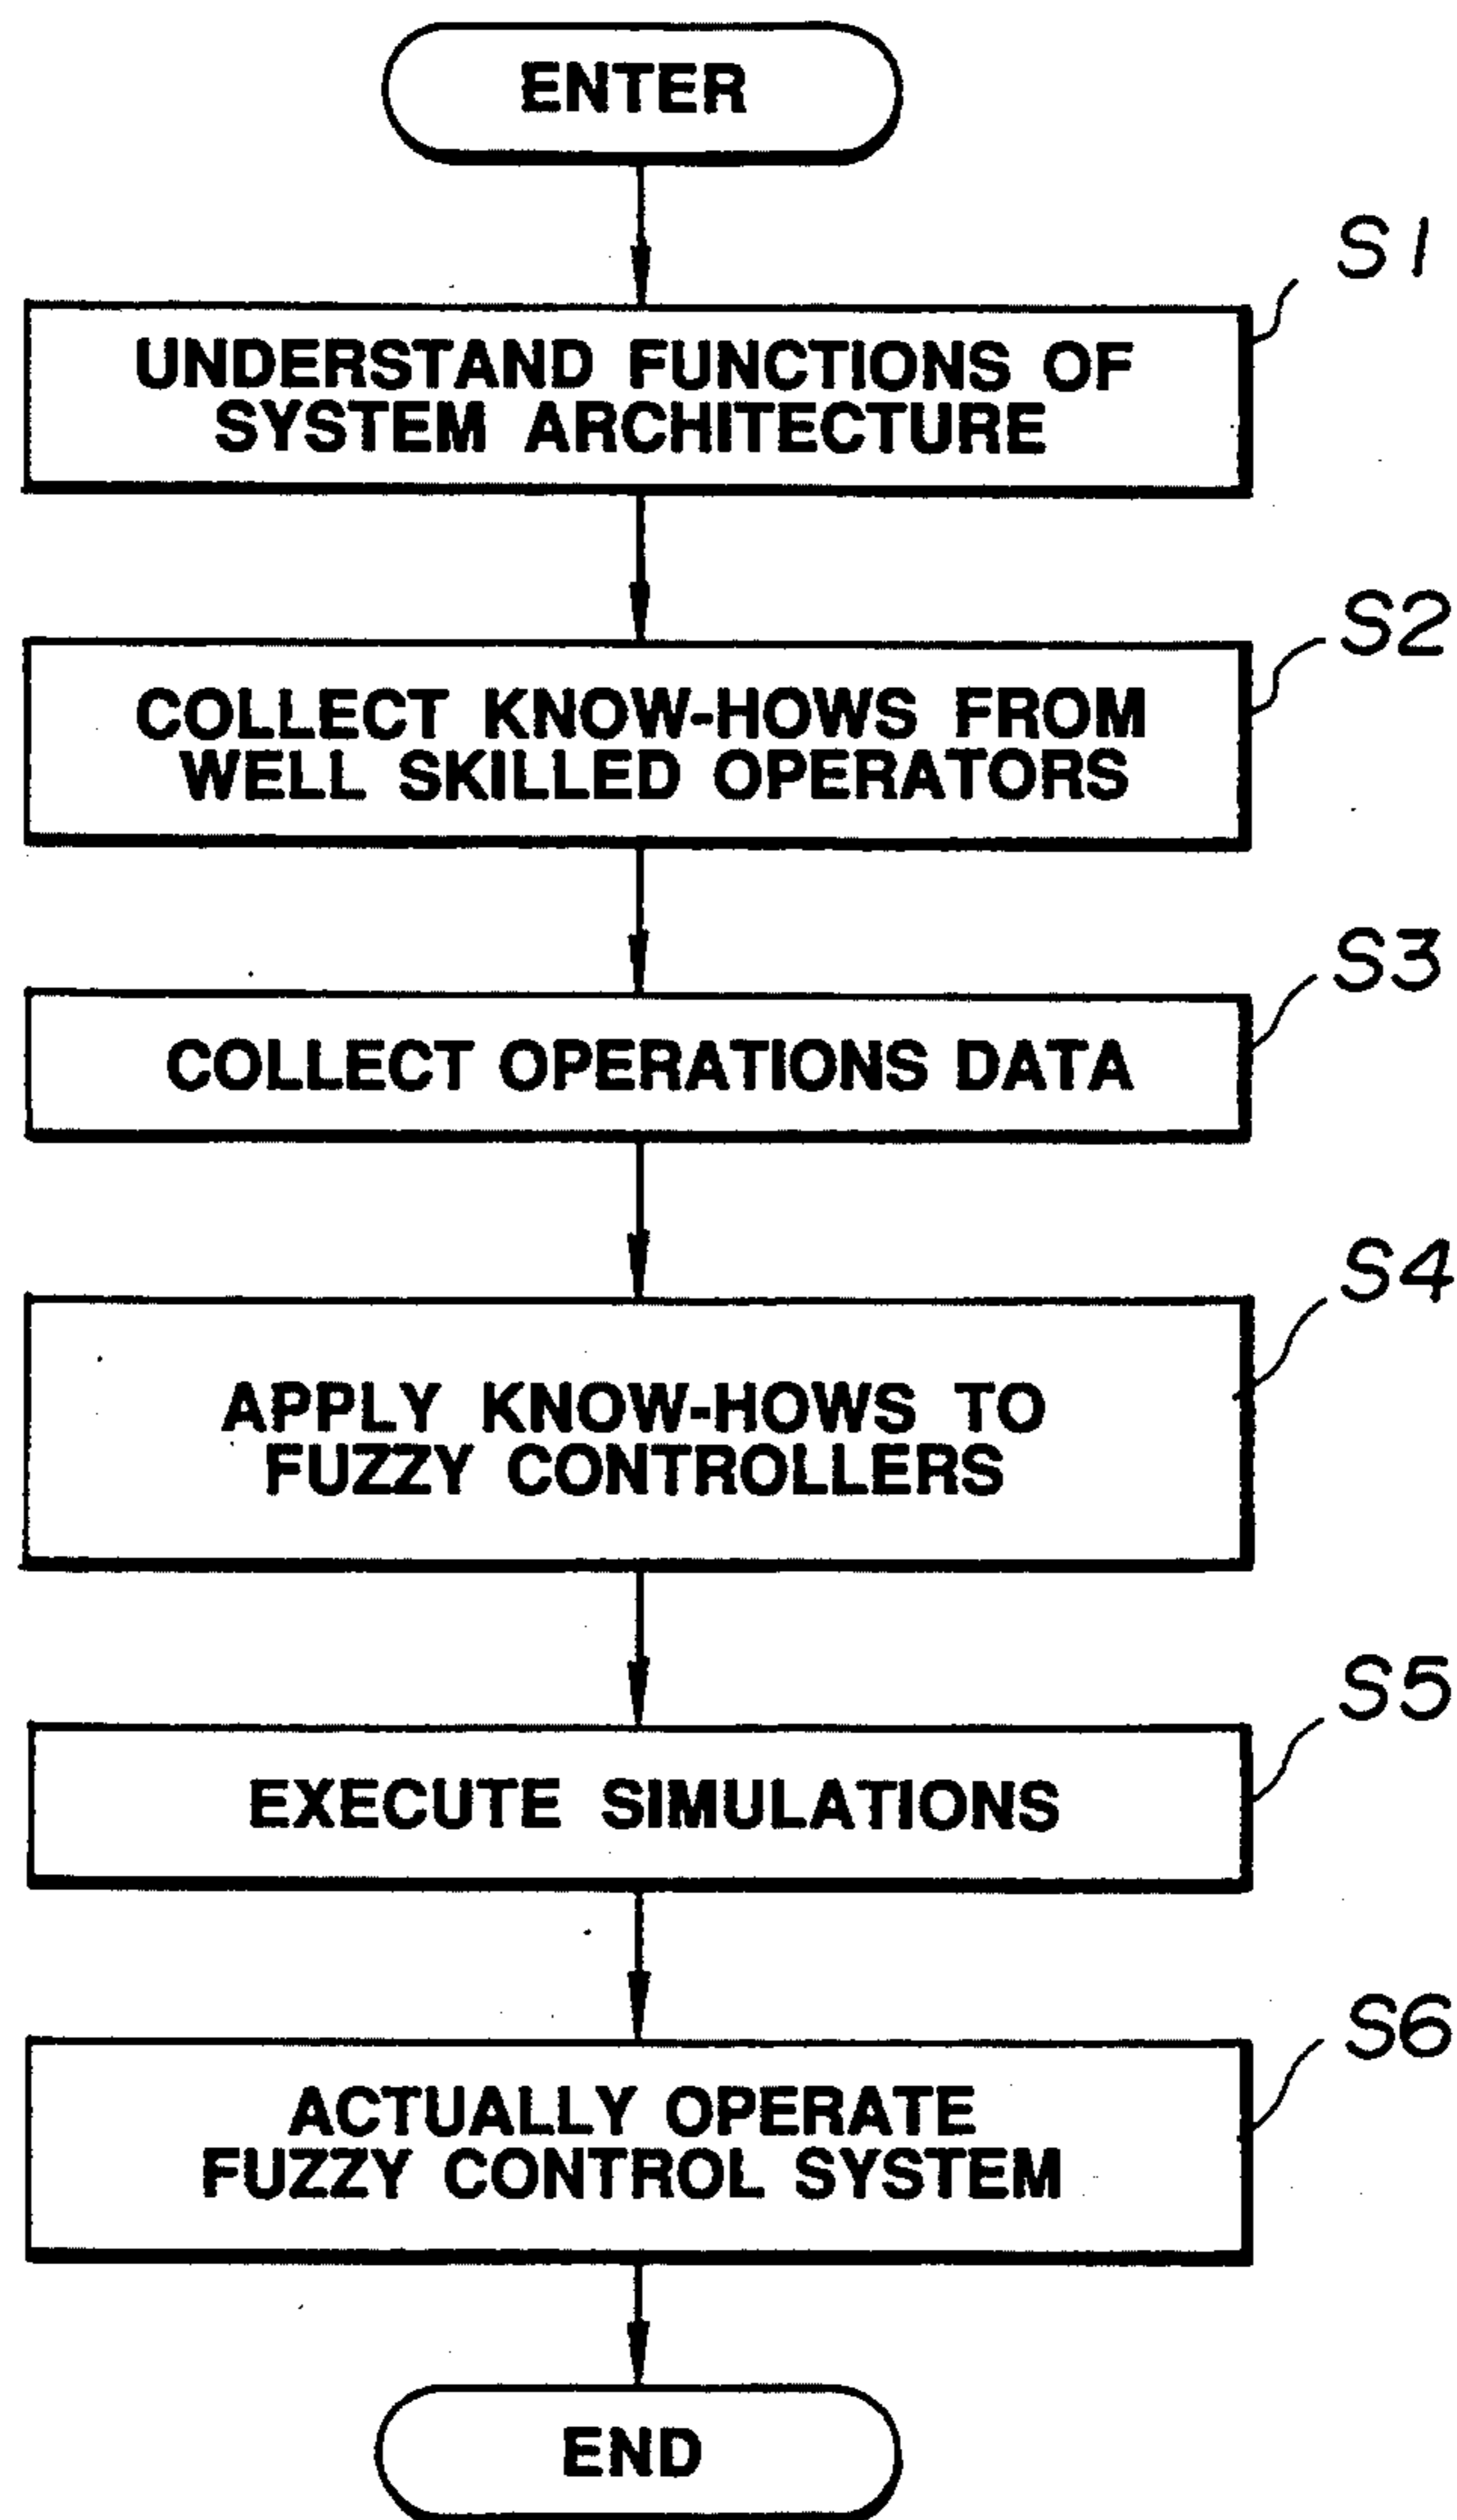 ENTER
S1
UNDERSTAND FUNCTIONS OF
SYSTEM ARCHITECTURE
S2
COLLECT KNOW-HOWS FROM
WELL SKILLED OPERATORS
S3
COLLECT OPERATIONS DATA
S4
APPLY KNOW-HOWS TO
FUZZY CONTROLLERS
S5
EXECUTE SIMULATIONS
S6
ACTUALLY OPERATE
FUZZY CONTROL SYSTEM
END